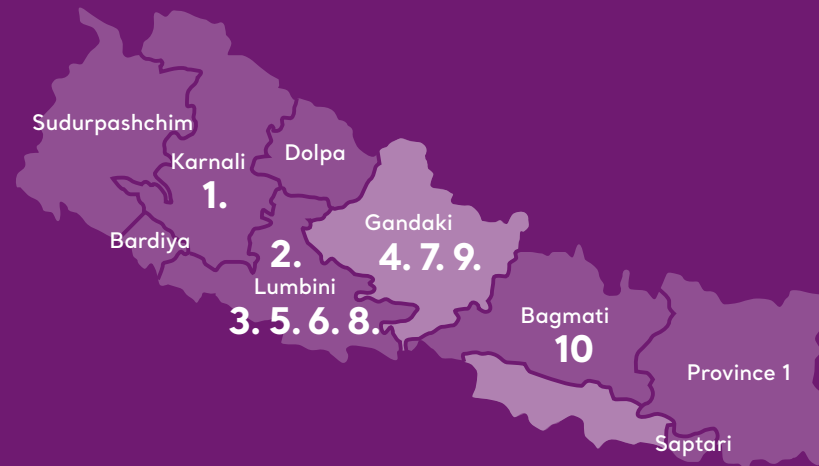 Sudurpashchim
Karnali
1.
Dolpa
Bardiya
2.
Lumbini
3. 5. 6. 8.
Gandaki
4. 7. 9.
Bagmati
10
Province 1
Saptari